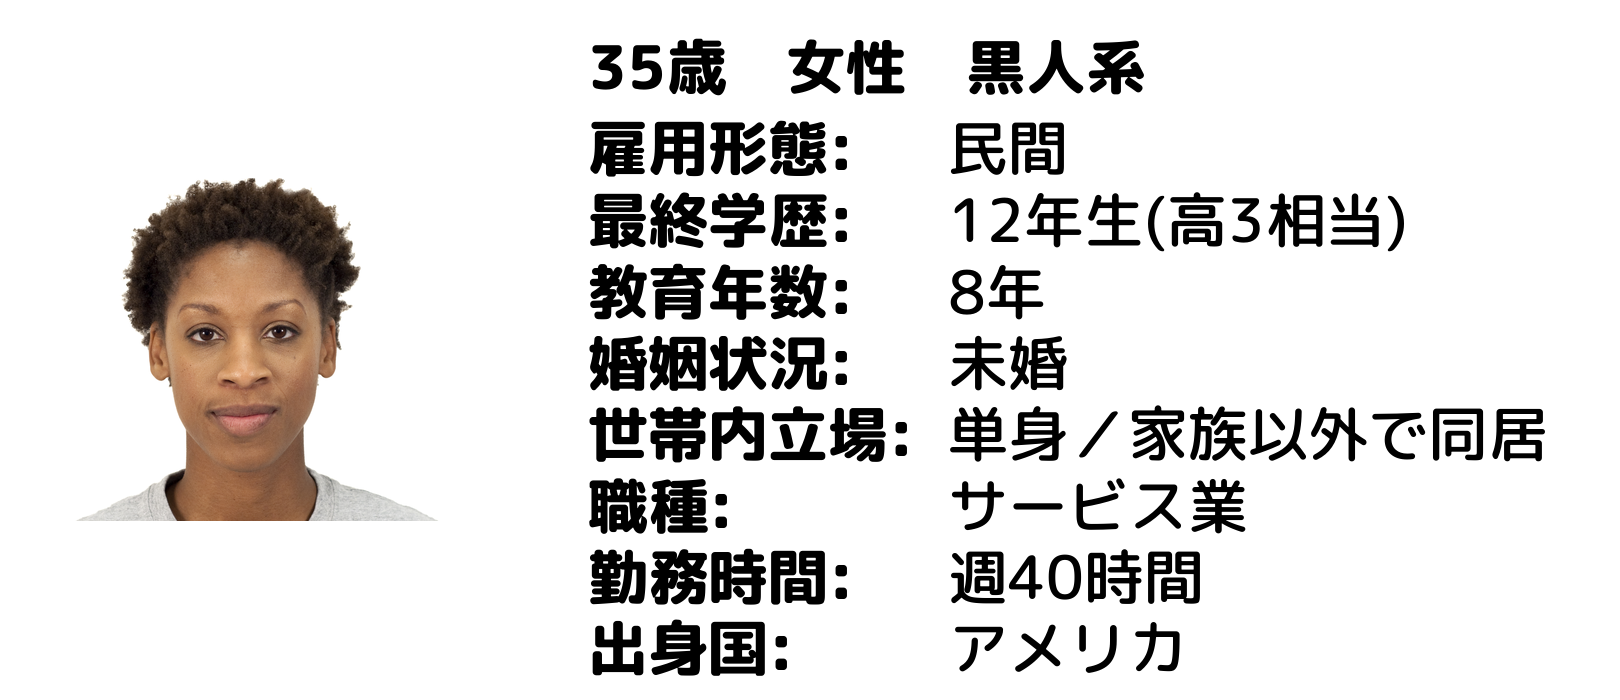 35歳　女性　黒人系
雇用形態:　民間
最終学歴:　12年生(高3相当)
教育年数:　8年
婚姻状況:　未婚
世帯内立場:　単身／家族以外で同居
職種:　サービス業
勤務時間:　週40時間
出身国:　アメリカ